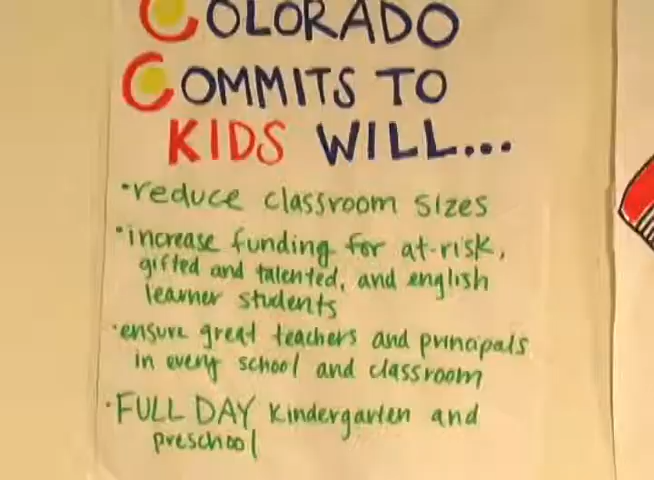 COLORADO
COMMITS TO
KIDS WILL...
•reduce classroom sizes
•increase funding for at-risk,
gifted and talented, and english
learner students
•ensure great teachers and principals
in every school and classroom
•FULL DAY Kindergarten and
preschool